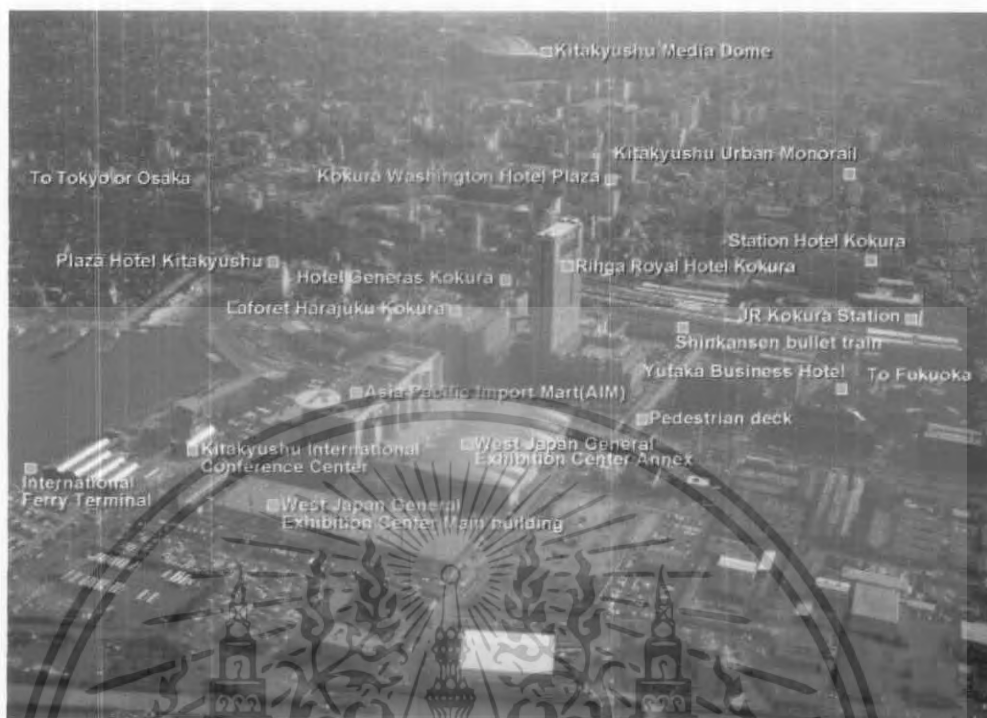 Kitakyushu Media Dome
Kitakyushu Urban Monorail
To Tokyo or Osaka
Kokura Washington Hotel Plaza
Station Hotel Kokura
Plaza Hotel Kitakyushu
Hotel Generas Kokura
Rihga Royal Hotel Kokura
Laforet Harajuku Kokura
JR Kokura Station
Shinkansen bullet train
Yutaka Business Hotel
To Fukuoka
Asia Pacific Import Mart(AIM)
Pedestrian deck
Kitakyushu International
Conference Center
West Japan General
Exhibition Center Annex
International
Ferry Terminal
West Japan General
Exhibition Center Main building